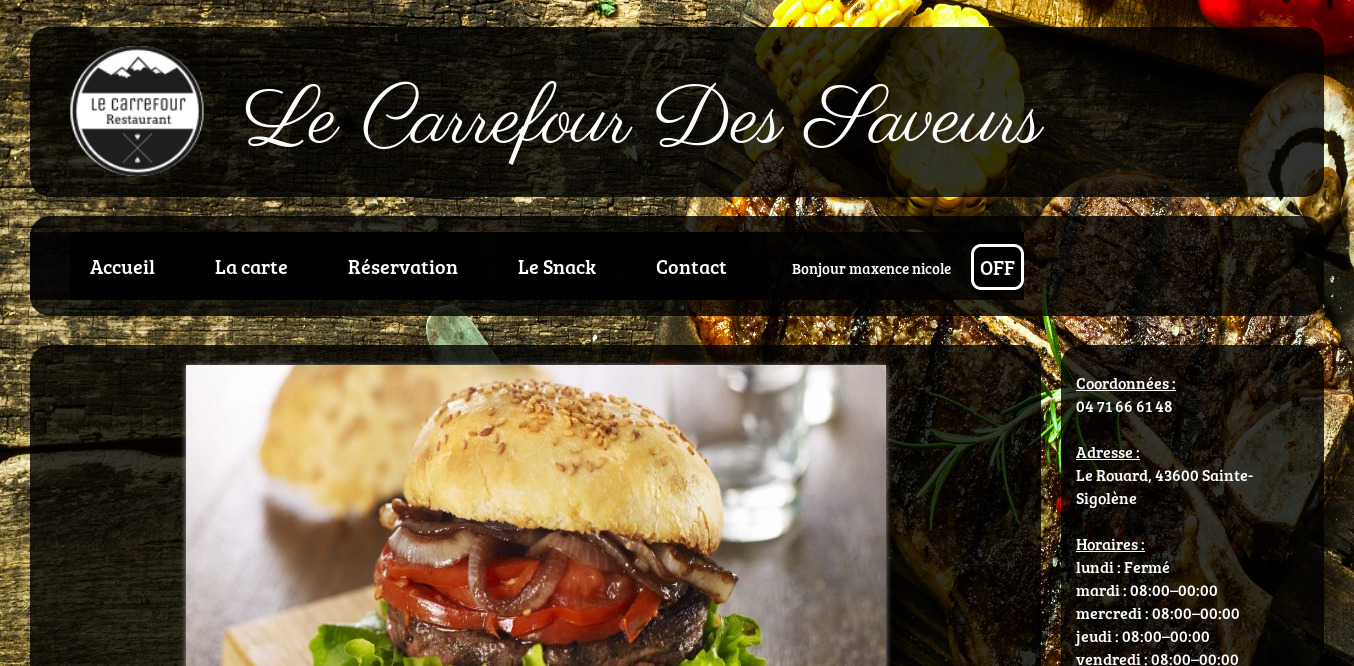 Le Carrefour
Restaurant
Le Carrefour Des Saveurs
Accueil
La carte
Réservation
Le Snack
Contact
Bonjour maxence nicole
OFF
Coordonnées :
04 71 66 61 48
Adresse :
Le Rouard, 43600 Sainte-
Sigolène
Horaires :
lundi : Fermé
mardi : 08:00–00:00
mercredi : 08:00–00:00
jeudi : 08:00–00:00
vendredi : 08:00–00:00